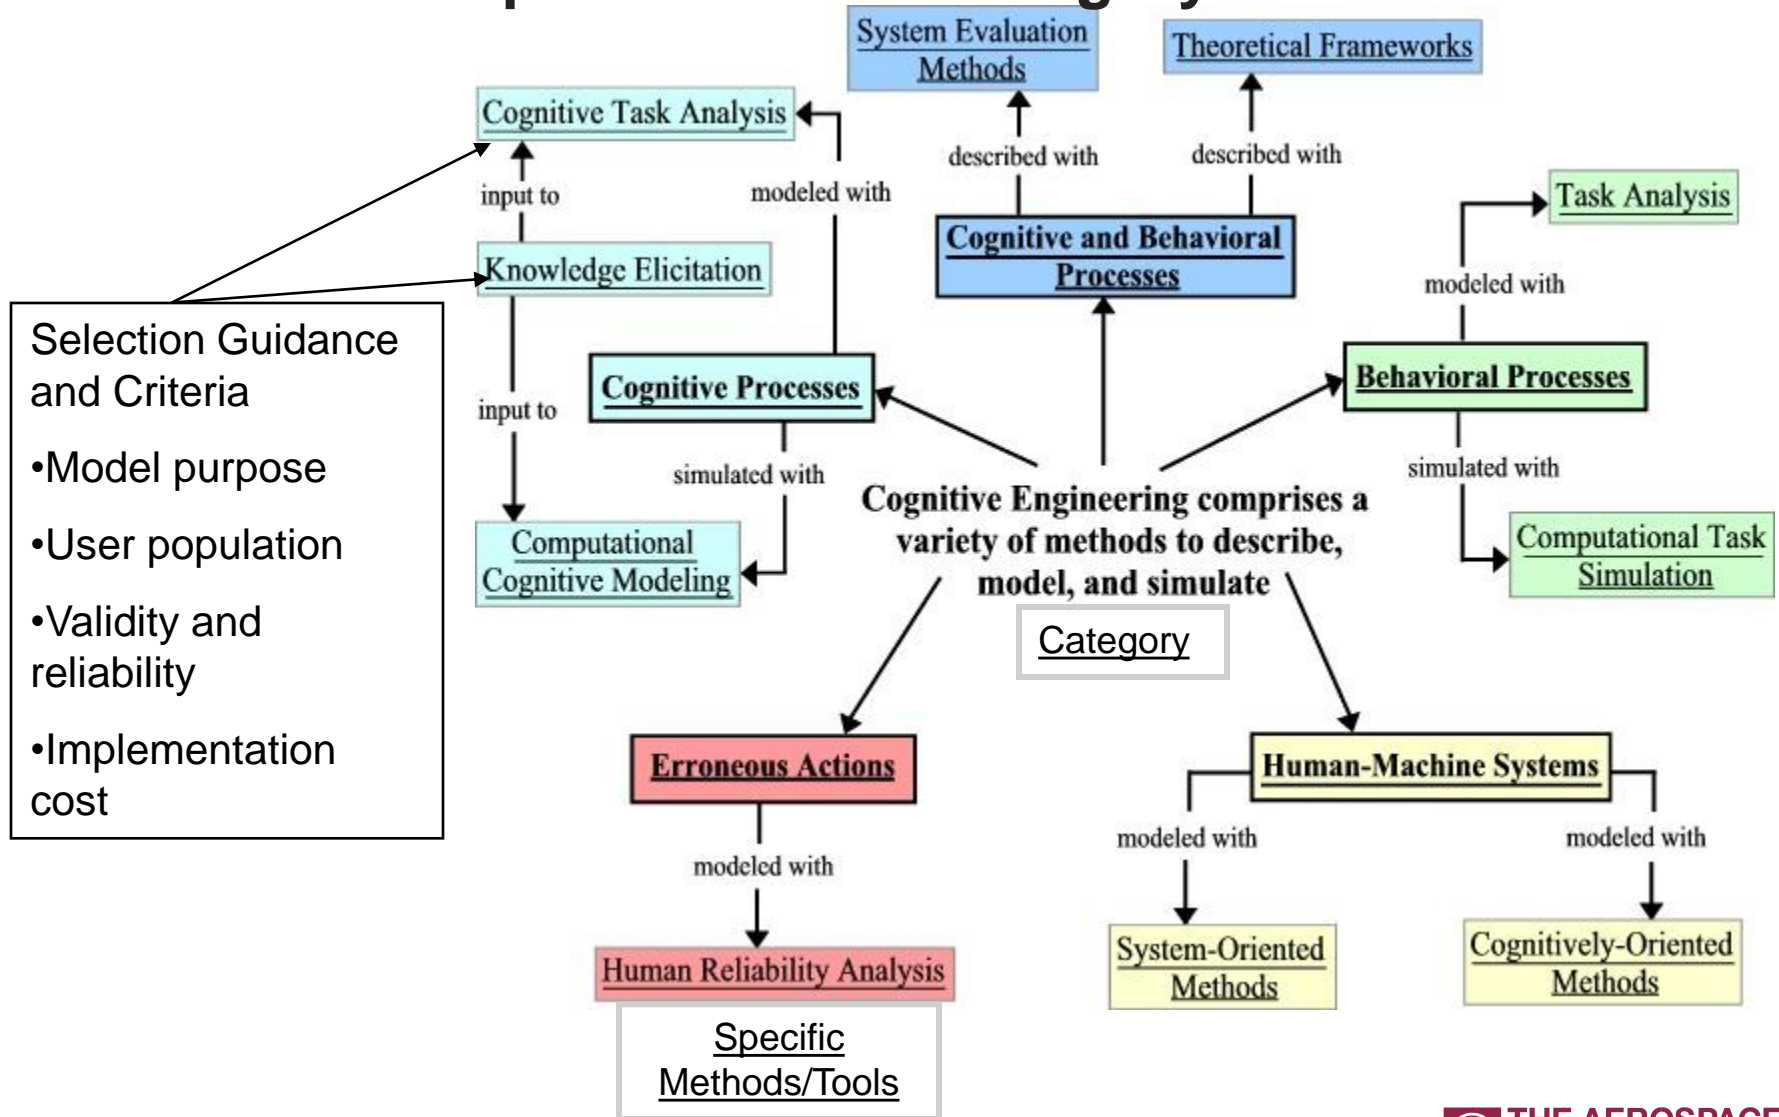 System Evaluation
Methods
Theoretical Frameworks
Cognitive Task Analysis
described with
described with
input to
modeled with
Task Analysis
Cognitive and Behavioral
Processes
Knowledge Elicitation
modeled with
Selection Guidance
and Criteria
•Model purpose
•User population
•Validity and
reliability
•Implementation
cost
Cognitive Processes
Behavioral Processes
input to
simulated with
simulated with
Cognitive Engineering comprises a
variety of methods to describe,
model, and simulate
Computational
Cognitive Modeling
Computational Task
Simulation
Category
Erroneous Actions
Human-Machine Systems
modeled with
modeled with
modeled with
System-Oriented
Methods
Cognitively-Oriented
Methods
Human Reliability Analysis
Specific
Methods/Tools
THE AEROSPACE